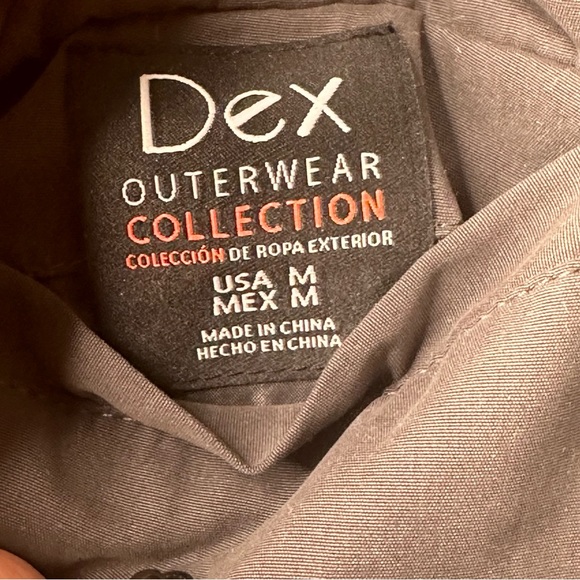 Dex
OUTERWEAR
COLLECTION
COLECCIÓN DE ROPA EXTERIOR
USA M
MEX M
MADE IN CHINA
HECHO EN CHINA